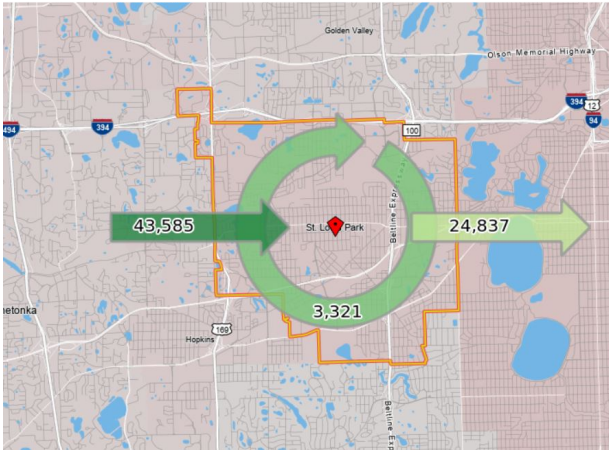 Golden Valley
Olson Memorial Highway
394
12
94
494
394
100
43,585
St. Lo Park
Beltline Exp
24,837
3,321
etonka
169
Hopkins
Beltline Exp